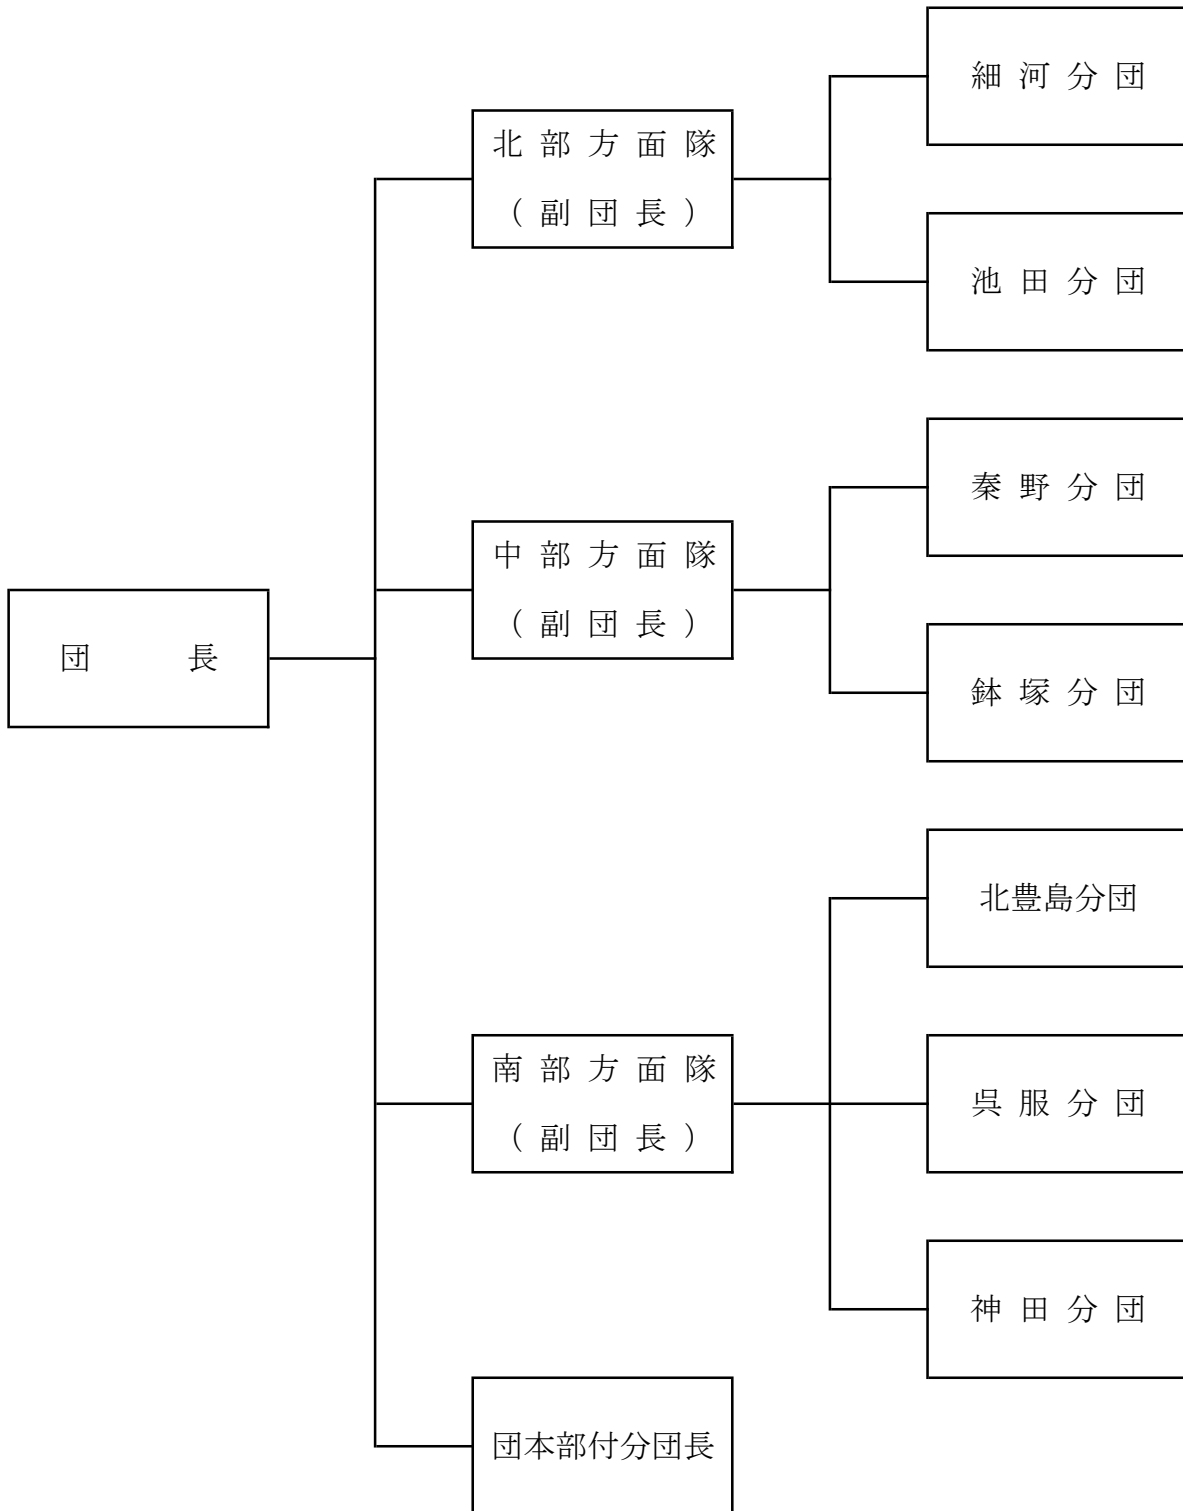 団長
北部方面隊
（副団長）
細河分団
池田分団
中部方面隊
（副団長）
秦野分団
鉢塚分団
南部方面隊
（副団長）
北豊島分団
呉服分団
神田分団
団本部付分団長